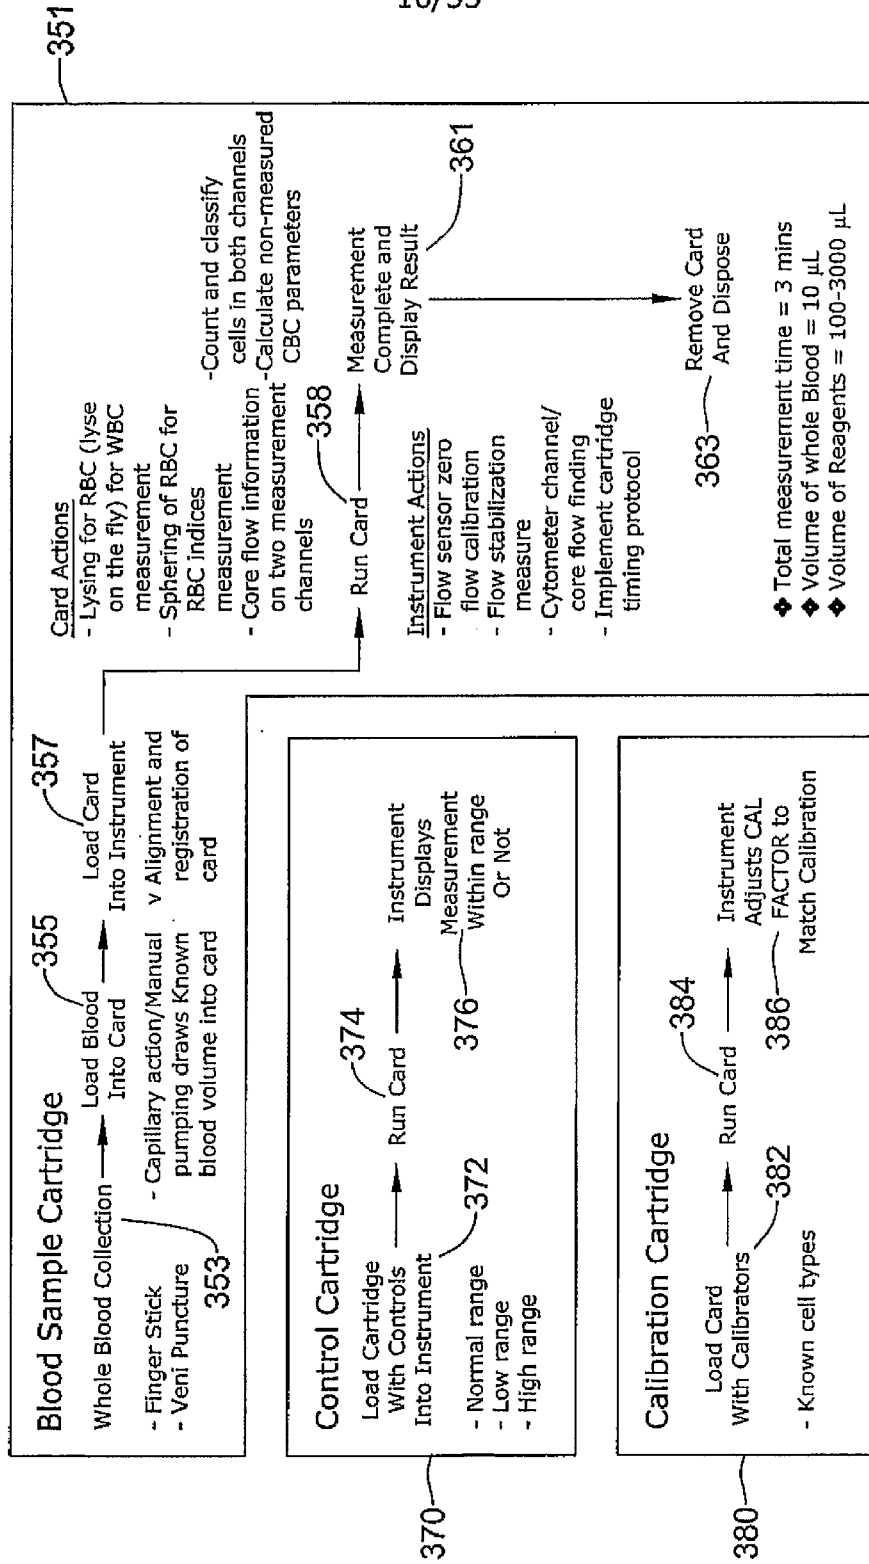 16/55
351
Blood Sample Cartridge
Whole Blood Collection
- Finger Stick
- Veni Puncture
353
355
Load Blood
Into Card
- Capillary action/Manual
pumping draws Known
blood volume into card
357
Load Card
Into Instrument
v Alignment and
registration of
card
Card Actions
- Lysing for RBC (lyse
on the fly) for WBC
measurement
- Sphering of RBC for
RBC indices
measurement
- Core flow information
on two measurement
channels
358
Run Card
Instrument Actions
- Flow sensor zero
flow calibration
- Flow stabilization
measure
- Cytometer channel/
core flow finding
- Implement cartridge
timing protocol
-Count and classify
cells in both channels
-Calculate non-measured
CBC parameters
Measurement
Complete and
Display Result
361
Remove Card
And Dispose
363
❖ Total measurement time = 3 mins
❖ Volume of whole Blood = 10 µL
❖ Volume of Reagents = 100-3000 µL
370
Control Cartridge
Load Cartridge
With Controls
Into Instrument
372
- Normal range
- Low range
- High range
374
Run Card
Instrument
Displays
Measurement
Within range
Or Not
376
380
Calibration Cartridge
Load Card
With Calibrators
382
- Known cell types
384
Run Card
Instrument
Adjusts CAL
FACTOR to
Match Calibration
386